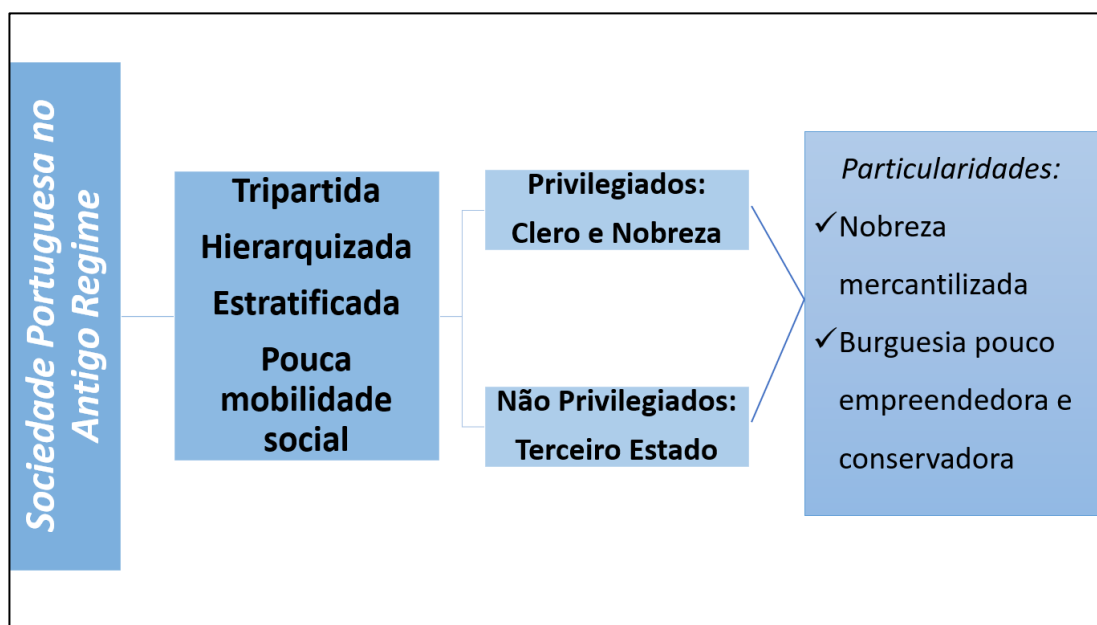 Sociedade Portuguesa no
Antigo Regime
Tripartida
Hierarquizada
Estratificada
Pouca
mobilidade
social
Privilegiados:
Clero e Nobreza
Não Privilegiados:
Terceiro Estado
Particularidades:
✓Nobreza
mercantilizada
✓Burguesia pouco
empreendedora e
conservadora